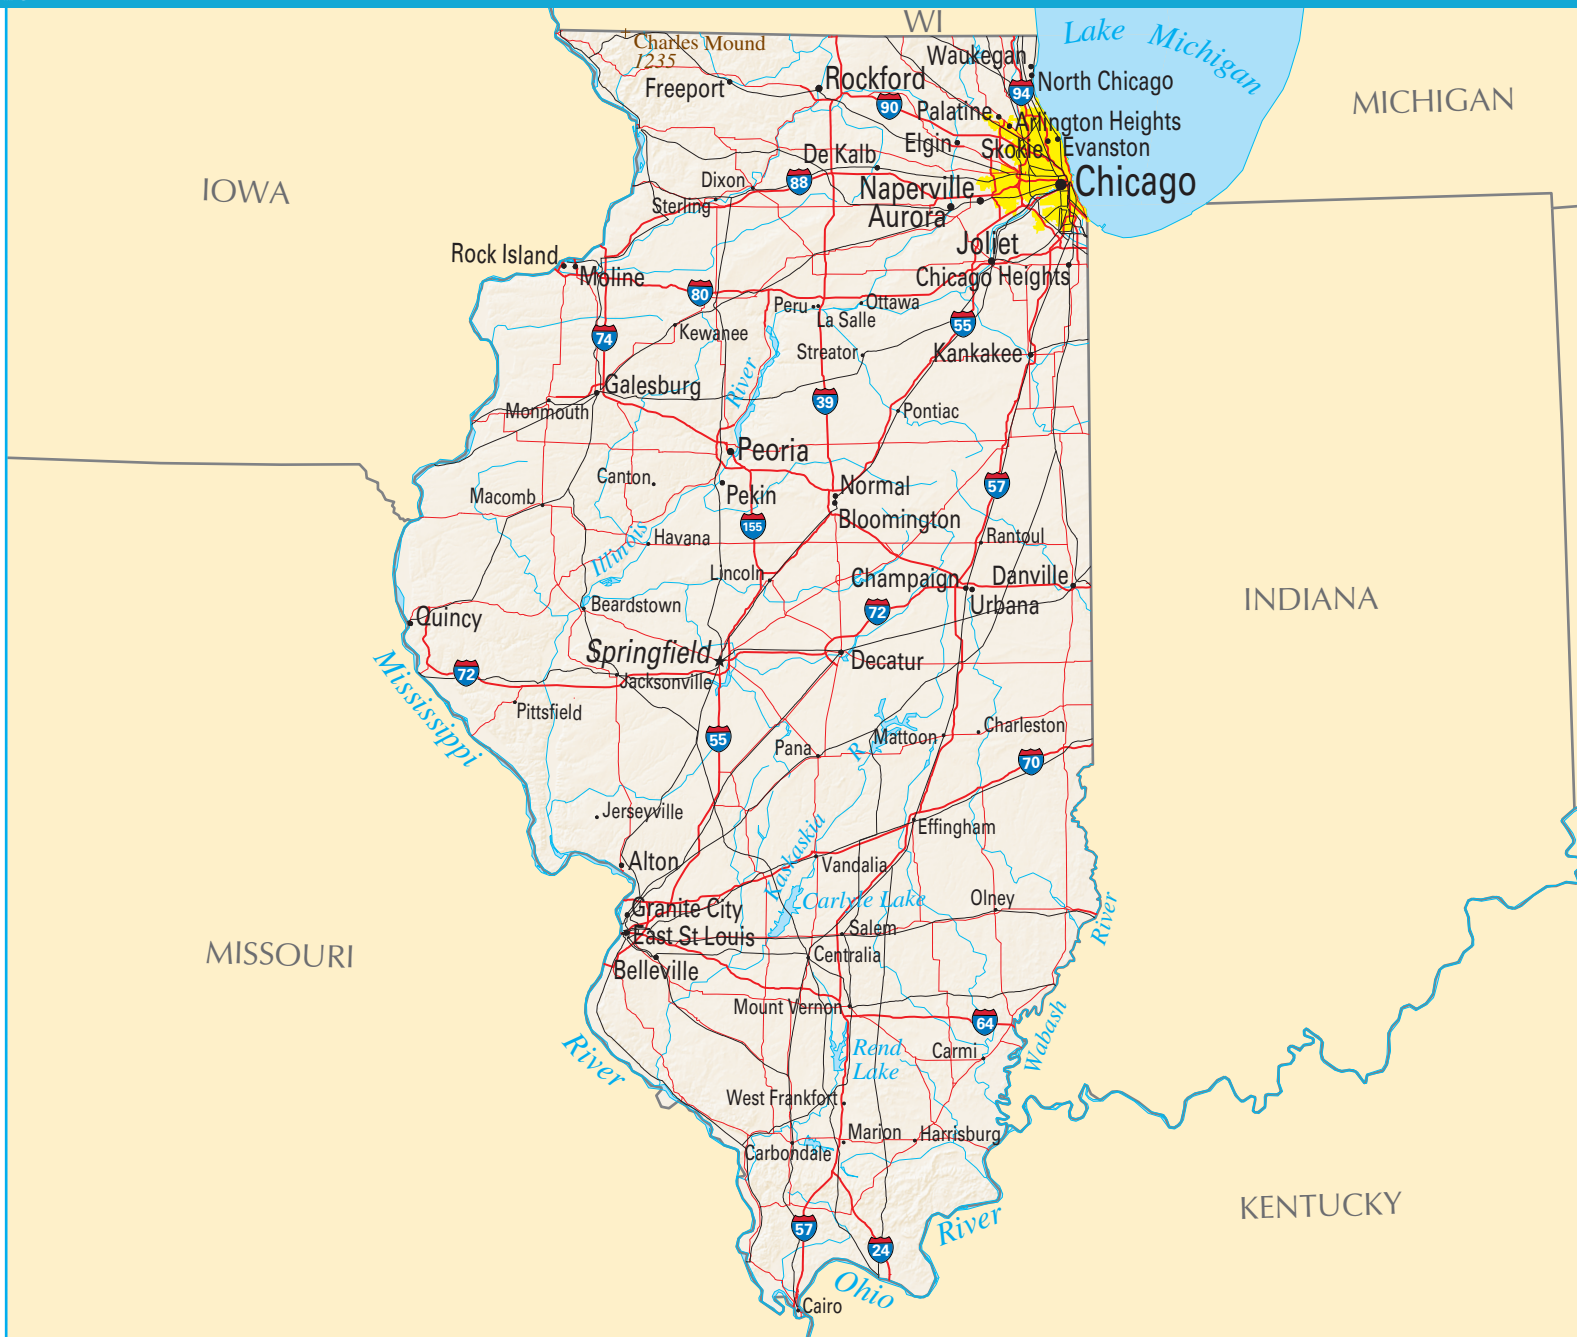 WI
Lake Michigan
Charles Mound
1235
Waukegan
Freeport
Rockford
94
North Chicago
MICHIGAN
90
Palatine
Arlington Heights
Elgin
Skokie
Evanston
De Kalb
IOWA
Dixon
88
Naperville
Chicago
Sterling
Aurora
Rock Island
Joliet
Moline
Chicago Heights
80
Peru
Ottawa
La Salle
55
74
Kewanee
Streator
Kankakee
River
Galesburg
39
Monmouth
Pontiac
Peoria
Canton
57
Macomb
Pekin
Normal
155
Bloomington
Illinois
Havana
Rantoul
Lincoln
Champaign
Danville
INDIANA
Beardstown
72
Urbana
Quincy
Springfield
Decatur
Mississippi
72
Jacksonville
Pittsfield
55
Pana
R
Mattoon
Charleston
70
Jerseyville
Effingham
Kaskaskia
Alton
Vandalia
Carlyle Lake
Olney
Granite City
River
East St Louis
Salem
MISSOURI
Centralia
Belleville
Mount Vernon
64
Wabash
River
Rend
Lake
Carmi
West Frankfort
Marion
Harrisburg
Carbondale
KENTUCKY
57
River
24
Ohio
Cairo